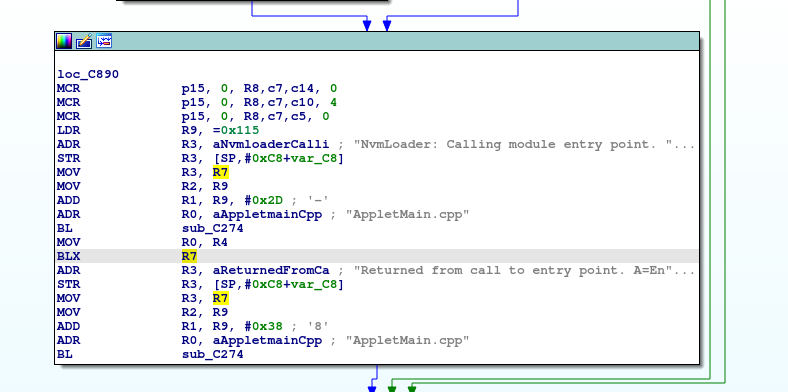 loc_C890
MCR p15, 0, R8,c7,c14, 0
MCR p15, 0, R8,c7,c10, 4
MCR p15, 0, R8,c7,c5, 0
LDR R9, =0x115
ADR R3, aNvmloaderCalli ; "NvmLoader: Calling module entry point. "...
STR R3, [SP,#0xC8+var_C8]
MOV R3, R7
MOV R2, R9
ADD R1, R9, #0x2D ; '-'
ADR R0, aAppletmainCpp ; "AppletMain.cpp"
BL sub_C274
MOV R0, R4
BLX R7
ADR R3, aReturnedFromCa ; "Returned from call to entry point. A=En"...
STR R3, [SP,#0xC8+var_C8]
MOV R3, R7
MOV R2, R9
ADD R1, R9, #0x38 ; '8'
ADR R0, aAppletmainCpp ; "AppletMain.cpp"
BL sub_C274